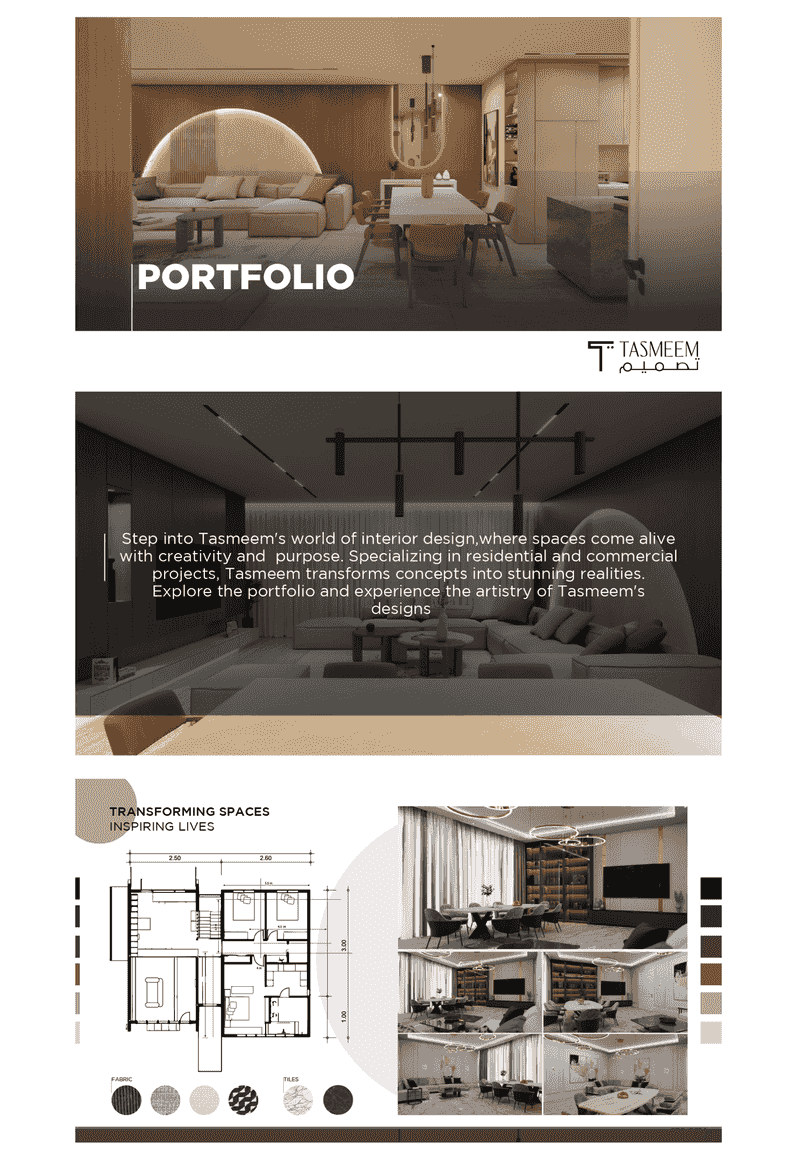 PORTFOLIO
TASMEEM
تصميم
Step into Tasmeem's world of interior design,where spaces come alive
with creativity and  purpose. Specializing in residential and commercial
projects, Tasmeem transforms concepts into stunning realities.
Explore the portfolio and experience the artistry of Tasmeem's
designs
TRANSFORMING SPACES
INSPIRING LIVES
2.50
2.60
3.00
1.00
FABRIC
TILES